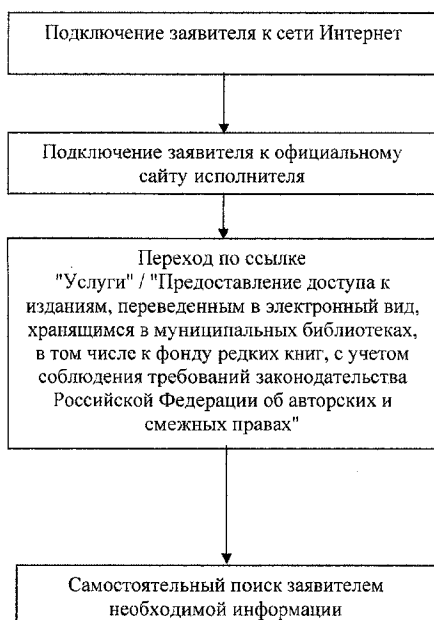 Подключение заявителя к сети Интернет
Подключение заявителя к официальному
сайту исполнителя
Переход по ссылке
"Услуги" / "Предоставление доступа к
изданиям, переведенным в электронный вид,
хранящимся в муниципальных библиотеках,
в том числе к фонду редких книг, с учетом
соблюдения требований законодательства
Российской Федерации об авторских и
смежных правах"
Самостоятельный поиск заявителем
необходимой информации